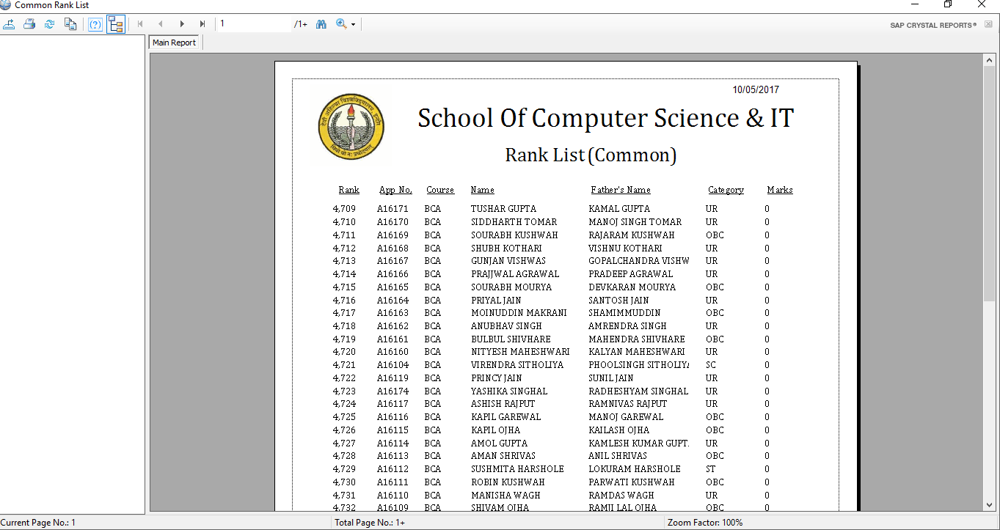 Common Rank List
1 /1+ SAP CRYSTAL REPORTS®
Main Report
10/05/2017
School Of Computer Science & IT
Rank List(Common)
Rank App No. Course Name Father's Name Category Marks
4,709 A16171 BCA TUSHAR GUPTA KAMAL GUPTA UR 0
4,710 A16170 BCA SIDDHARTH TOMAR MANOJ SINGH TOMAR UR 0
4,711 A16169 BCA SOURABH KUSHWAH RAJARAM KUSHWAH OBC 0
4,712 A16168 BCA SHUBH KOTHARI VISHNU KOTHARI UR 0
4,713 A16167 BCA GUNJAN VISHWAS GOPALCHANDRA VISHW UR 0
4,714 A16166 BCA PRAJJWAL AGRAWAL PRADEEP AGRAWAL UR 0
4,715 A16165 BCA SOURABH MOURYA DEVKARAN MOURYA OBC 0
4,716 A16164 BCA PRIYAL JAIN SANTOSH JAIN UR 0
4,717 A16163 BCA MOINUDDIN MAKRANI SHAMIMMUDDIN OBC 0
4,718 A16162 BCA ANUBHAV SINGH AMRENDRA SINGH UR 0
4,719 A16161 BCA BULBUL SHIVHARE MAHENDRA SHIVHARE OBC 0
4,720 A16160 BCA NITYESH MAHESHWARI KALYAN MAHESHWARI UR 0
4,721 A16104 BCA VIRENDRA SITHOLIYA PHOOLSINGH SITHOLIYA SC 0
4,722 A16119 BCA PRINCY JAIN SUNIL JAIN UR 0
4,723 A16174 BCA YASHIKA SINGHAL RADHESHYAM SINGHAL UR 0
4,724 A16117 BCA ASHISH RAJPUT RAMNIVAS RAJPUT UR 0
4,725 A16116 BCA KAPIL GAREWAL MANOJ GAREWAL OBC 0
4,726 A16115 BCA KAPIL OJHA KAILASH OJHA OBC 0
4,727 A16114 BCA AMOL GUPTA KAMLESH KUMAR GUPT UR 0
4,728 A16113 BCA AMAN SHRIVAS ANIL SHRIVAS OBC 0
4,729 A16112 BCA SUSHMITA HARSHOLE LOKURAM HARSHOLE ST 0
4,730 A16111 BCA ROBIN KUSHWAH PARWATI KUSHWAH OBC 0
4,731 A16110 BCA MANISHA WAGH RAMDAS WAGH UR 0
4,732 A16109 BCA SHIVAM OJHA RAMJI LAL OJHA OBC 0
Current Page No.: 1 Total Page No.: 1+ Zoom Factor: 100%